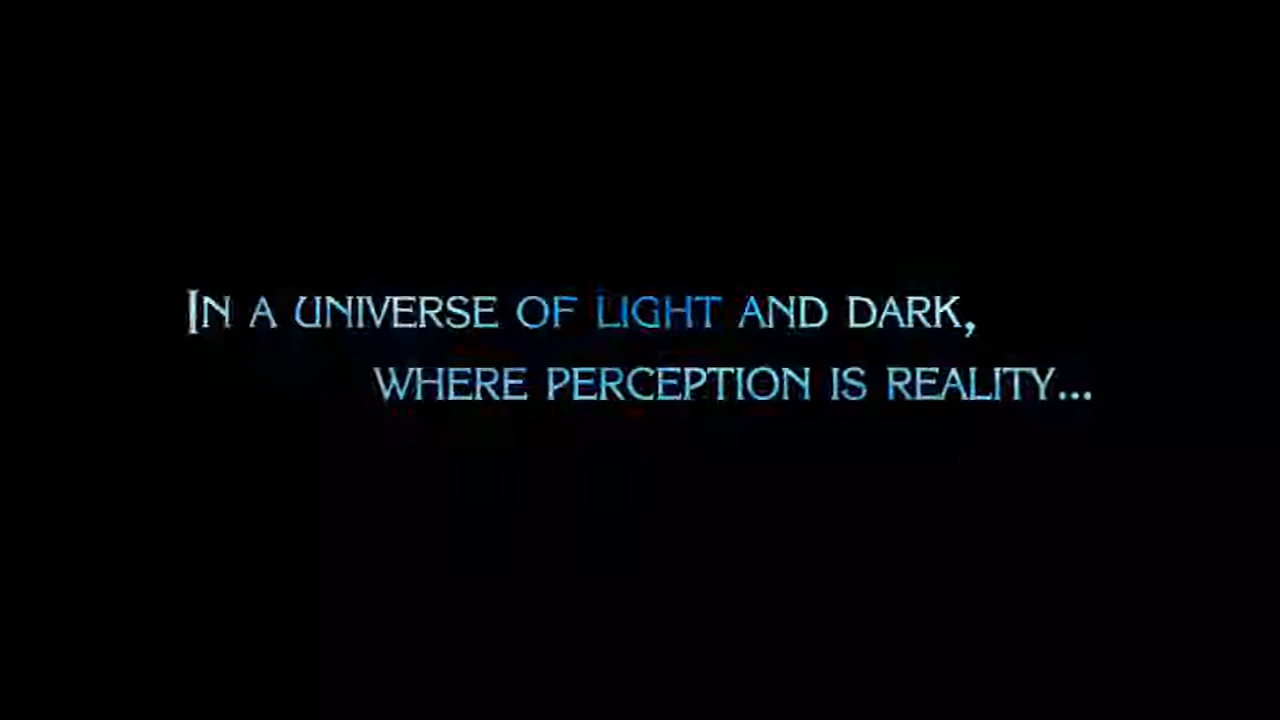 In a universe of light and dark,
where perception is reality...